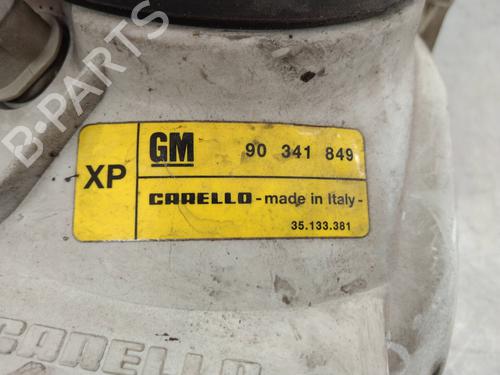 B-PARTS
XP
GM 90 341 849
CARELLO - made in Italy -
35.133.381
CARELLO